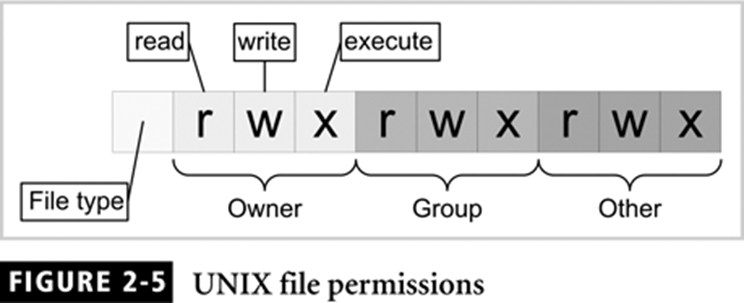 read write execute
r w x r w x r w x
File type
Owner Group Other
FIGURE 2-5 UNIX file permissions